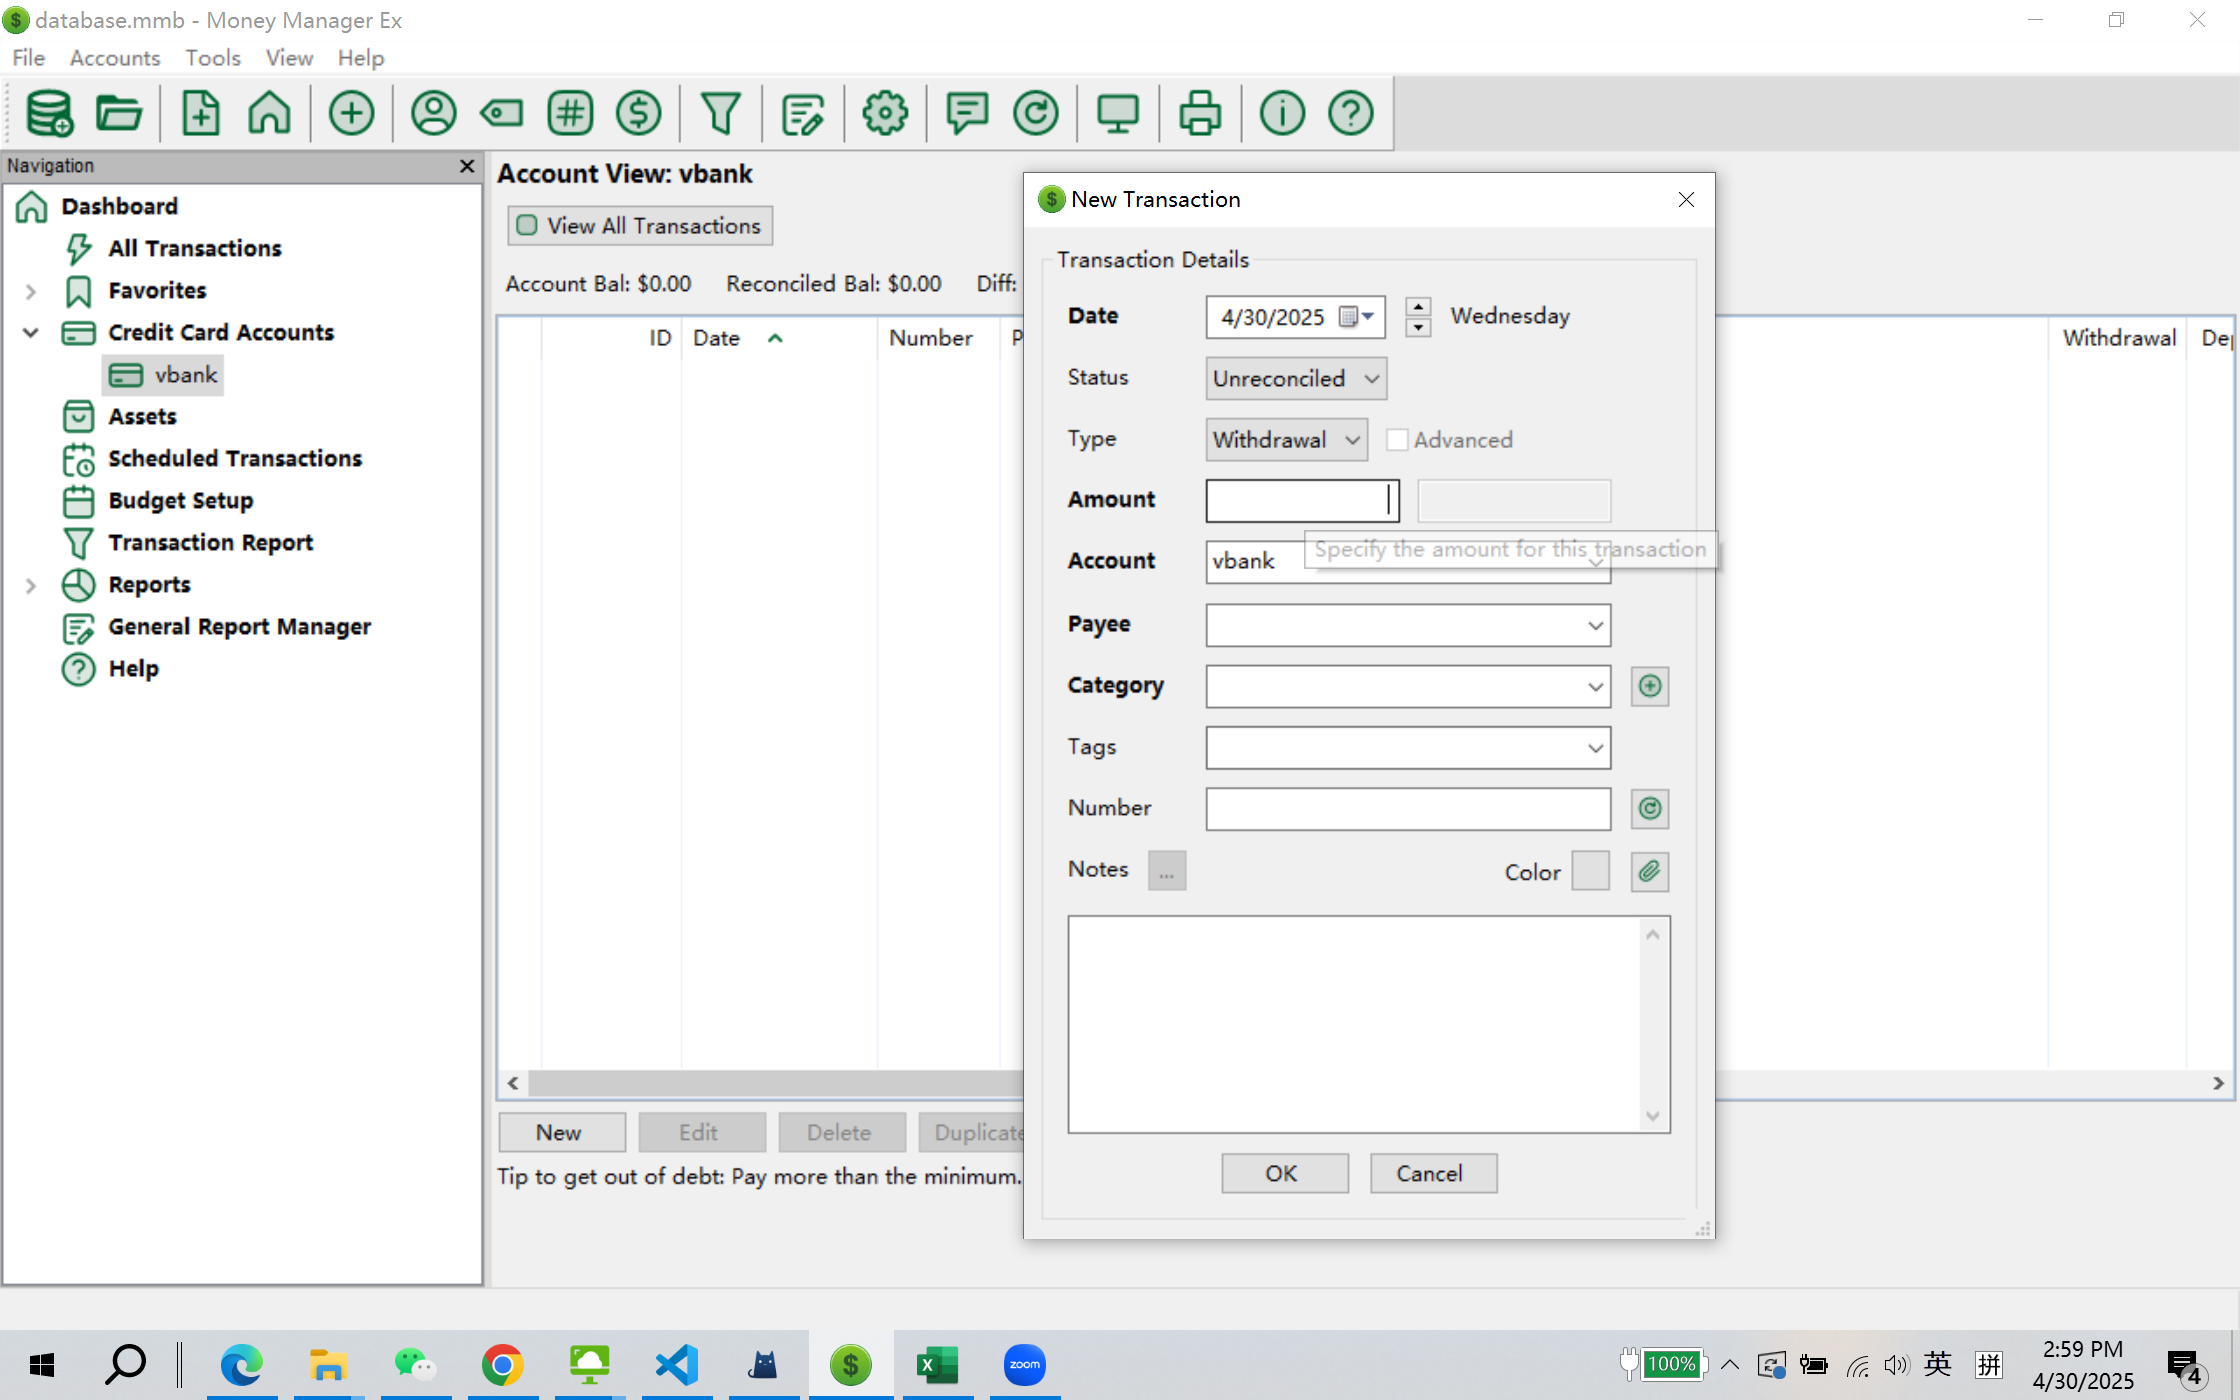 database.mmb - Money Manager Ex
File Accounts Tools View Help
Navigation
Dashboard
All Transactions
Favorites
Credit Card Accounts
vbank
Assets
Scheduled Transactions
Budget Setup
Transaction Report
Reports
General Report Manager
Help
Account View: vbank
View All Transactions
Account Bal: $0.00 Reconciled Bal: $0.00 Diff:
ID Date Number P Withdrawal Dep
New Edit Delete Duplicate
Tip to get out of debt: Pay more than the minimum.
New Transaction
Transaction Details
Date 4/30/2025 Wednesday
Status Unreconciled
Type Withdrawal Advanced
Amount
Specify the amount for this transaction
Account vbank
Payee
Category
Tags
Number
Notes ... Color
OK Cancel
zoom
100%
英
拼
2:59 PM
4/30/2025
4